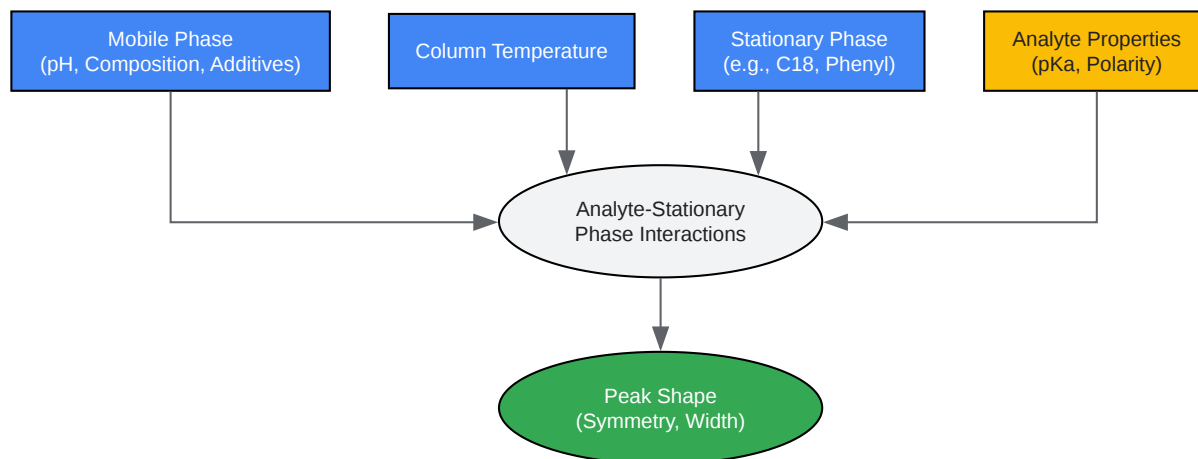 Mobile Phase
(pH, Composition, Additives)
Column Temperature
Stationary Phase
(e.g., C18, Phenyl)
Analyte Properties
(pKa, Polarity)
Analyte-Stationary
Phase Interactions
Peak Shape
(Symmetry, Width)